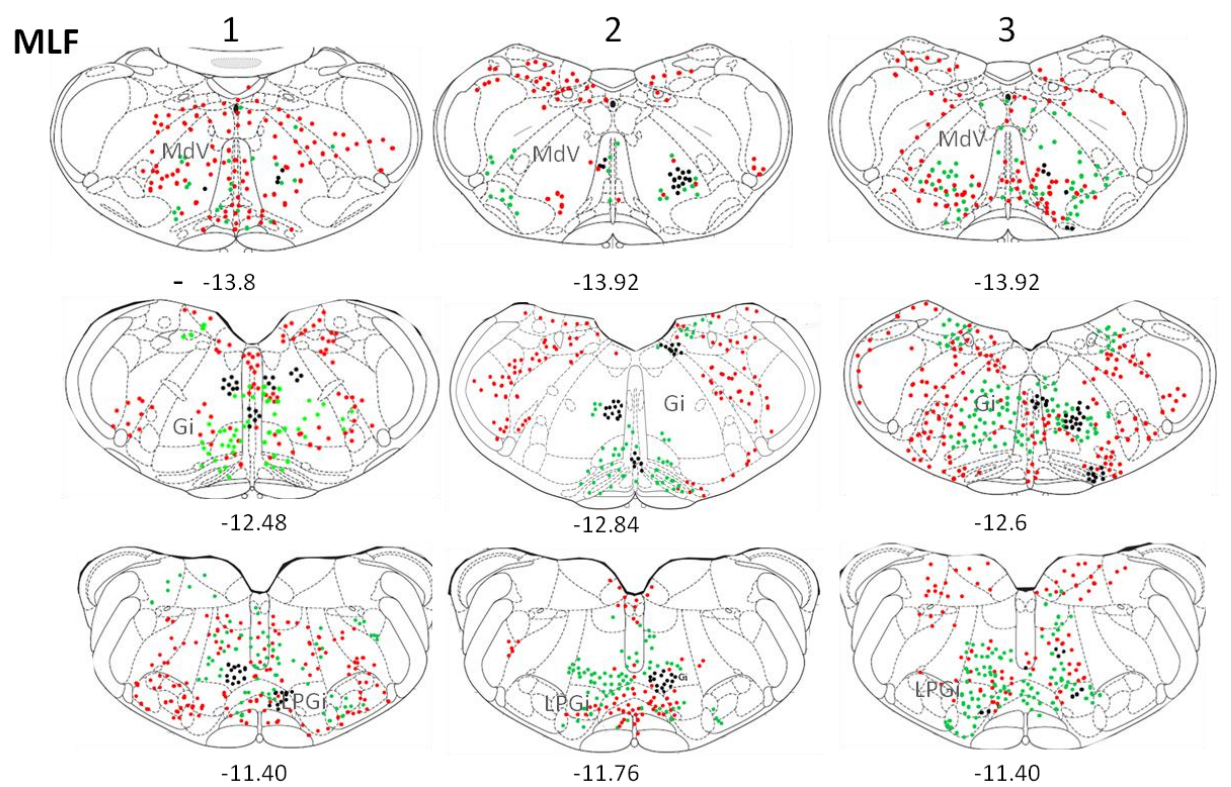 MLF
1 2 3
MdV MdV MdV
- -13.8 -13.92 -13.92
Gi Gi Gi
-12.48 -12.84 -12.6
LPGi LPGi Gi LPGi
-11.40 -11.76 -11.40